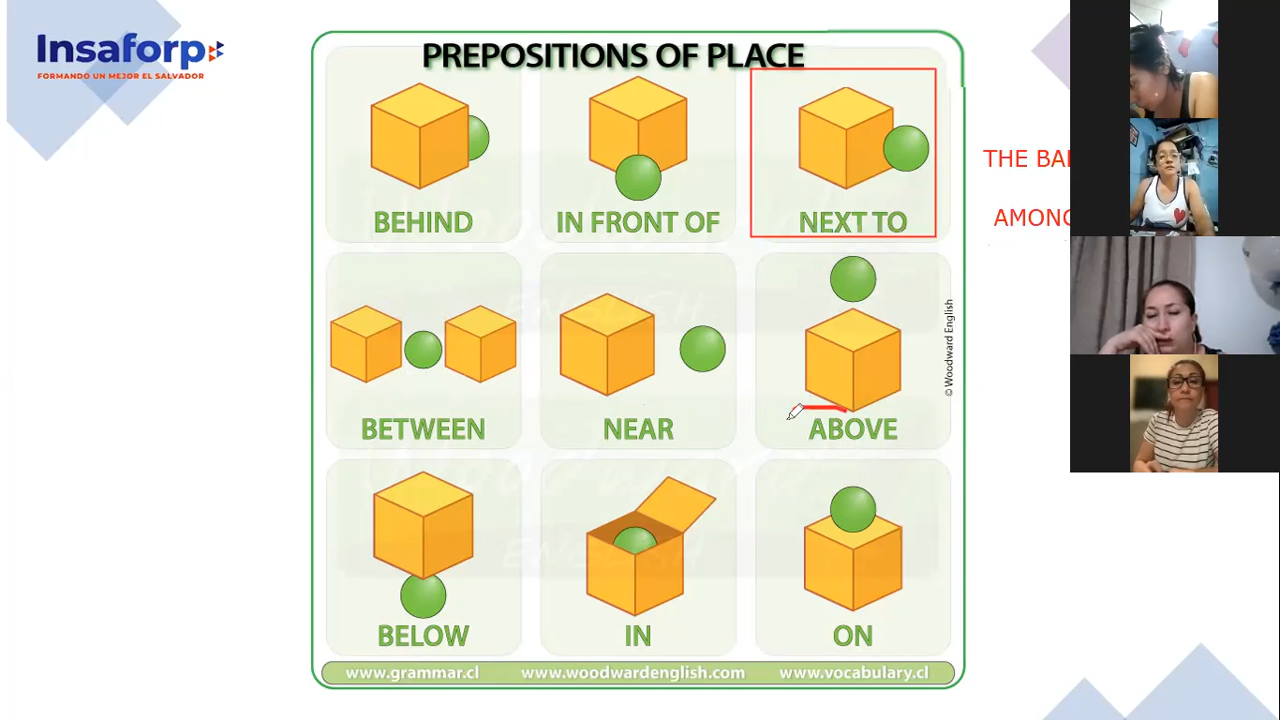 Insaforp
FORMANDO UN MEJOR EL SALVADOR
PREPOSITIONS OF PLACE
BEHIND
IN FRONT OF
NEXT TO
THE
BETWEEN
NEAR
ABOVE
© Woodward English
BELOW
IN
ON
www.grammar.cl
www.woodwardenglish.com
www.vocabulary.cl